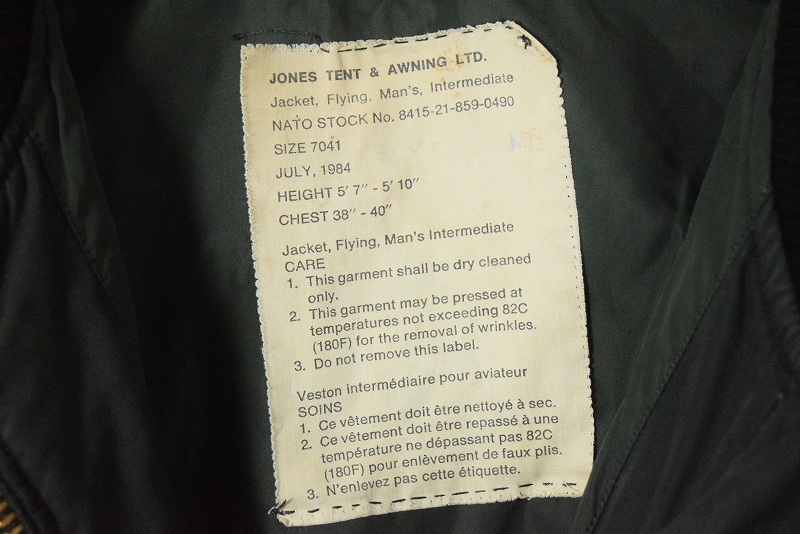 JONES TENT & AWNING LTD.
Jacket, Flying, Man's, Intermediate
NATO STOCK No. 8415-21-859-0490
SIZE 7041
JULY, 1984
HEIGHT 5' 7" - 5' 10"
CHEST 38" - 40"
Jacket, Flying, Man's Intermediate
CARE
1. This garment shall be dry cleaned
only.
2. This garment may be pressed at
temperatures not exceeding 82C
(180F) for the removal of wrinkles.
3. Do not remove this label.
Veston intermédiaire pour aviateur
SOINS
1. Ce vêtement doit être nettoyé à sec.
2. Ce vêtement doit être repassé à une
température ne dépassant pas 82C
(180F) pour enlèvement de faux plis.
3. N'enlevez pas cette étiquette.